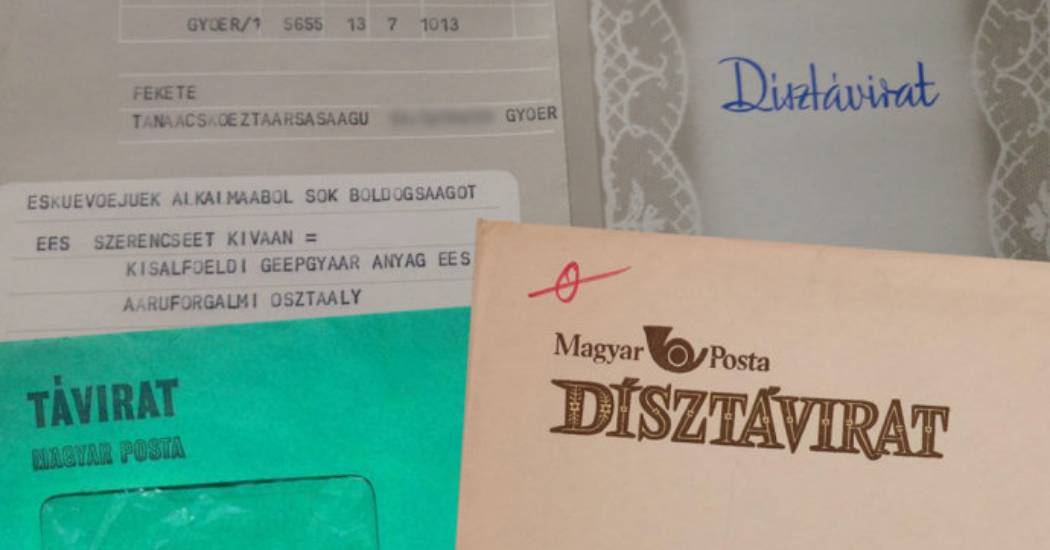 GYOER/1 5655 13 7 1013
FEKETE
TANAACSKOEZTAARSASAAGU GYOER
ESKUEVOEJUEK ALKALMAABOL SOK BOLDOGSAAGOT
EES SZERENCSEET KIVAAN =
KISALFOELDI GEEPGYAAR ANYAG EES
AARUFORGALMI OSZTAALY
TÁVIRAT
MAGYAR POSTA
Dísztávirat
Magyar Posta
DÍSZTÁVIRAT